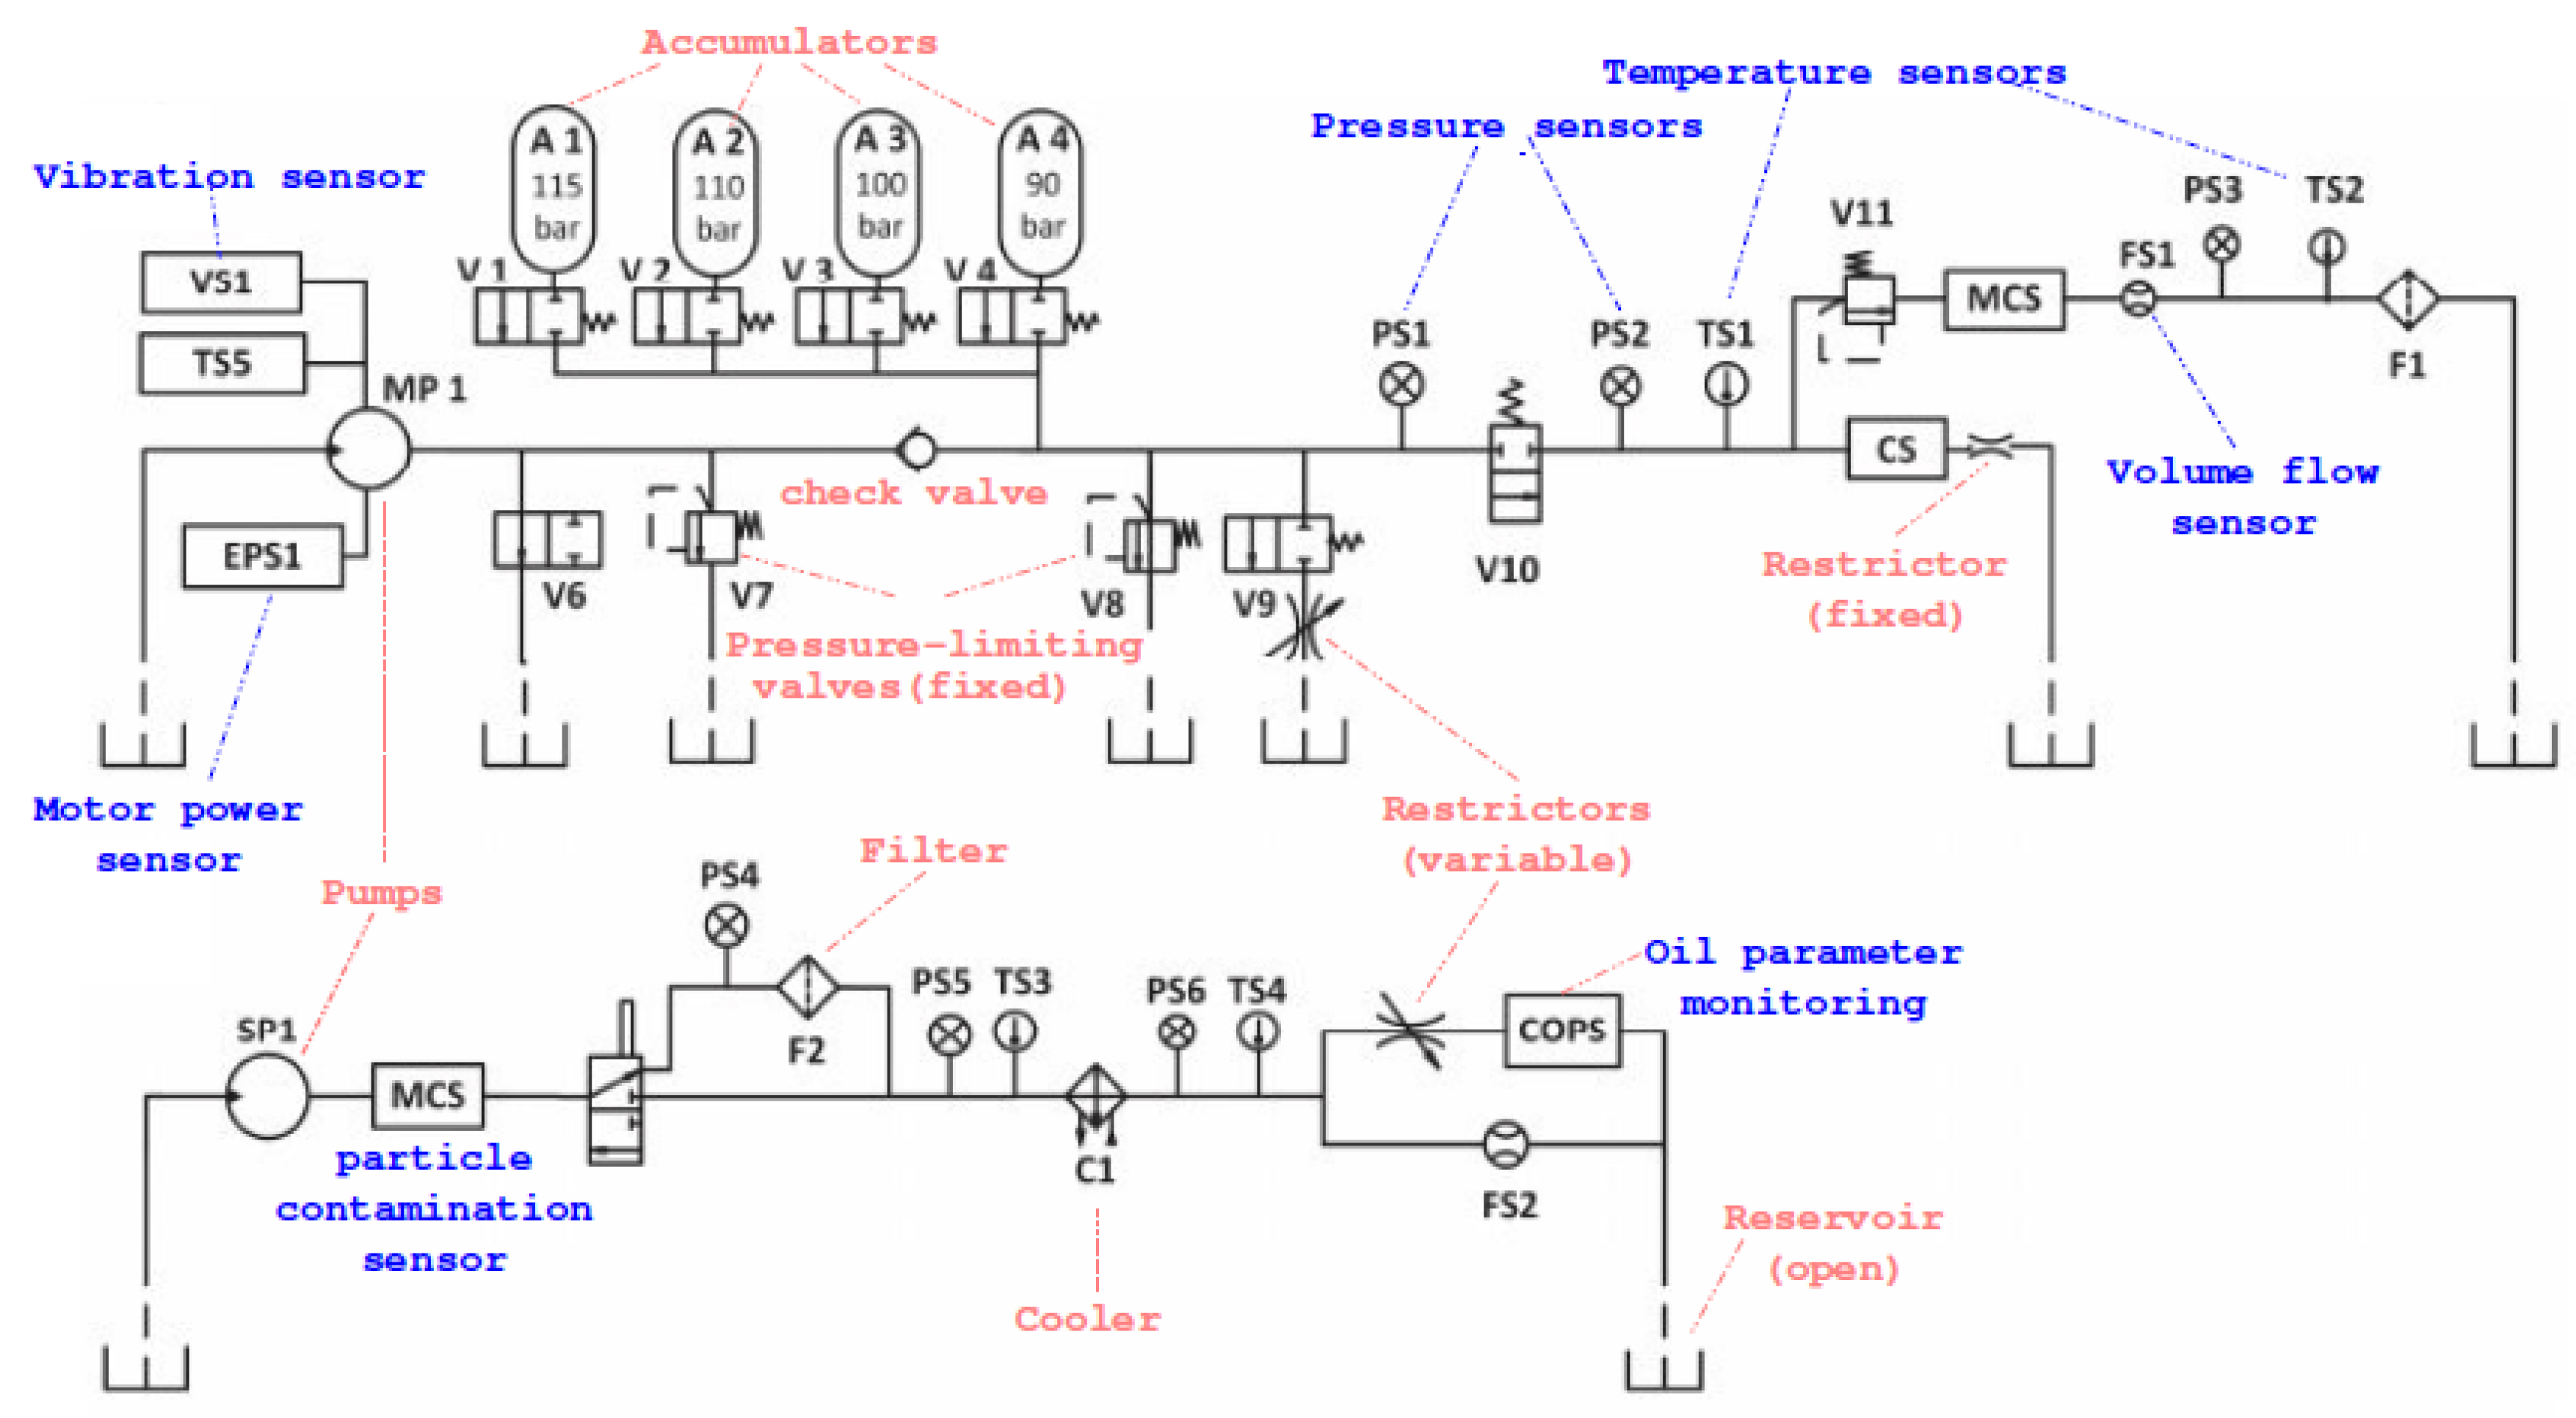 Accumulators
Temperature sensors
Pressure sensors
Vibration sensor
A 1
115
bar
A 2
110
bar
A 3
100
bar
A 4
90
bar
V 1
V 2
V 3
V 4
VS1
TS5
MP 1
EPS1
PS1
PS2
TS1
V11
MCS
FS1
PS3
TS2
F1
CS
check valve
Volume flow
sensor
Restrictor
(fixed)
V6
V7
V8
V9
V10
Pressure-limiting
valves(fixed)
Motor power
sensor
Pumps
Restrictors
(variable)
Filter
PS4
F2
PS5
TS3
PS6
TS4
Oil parameter
monitoring
COPS
SP1
MCS
particle
contamination
sensor
C1
Cooler
FS2
Reservoir
(open)